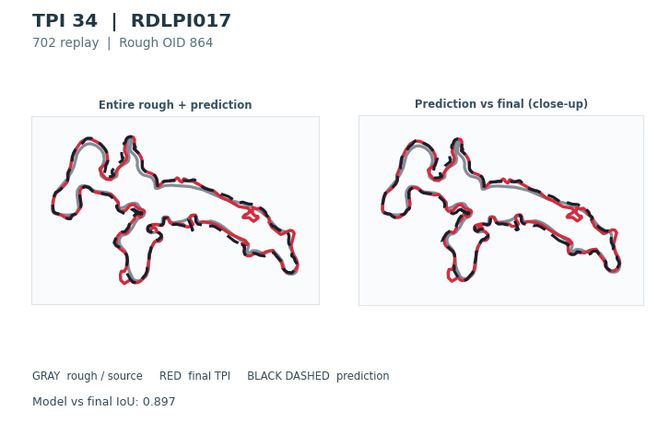 TPI 34 | RDLPI017
702 replay | Rough OID 864
Entire rough + prediction
Prediction vs final (close-up)
GRAY rough / source RED final TPI BLACK DASHED prediction
Model vs final IoU: 0.897